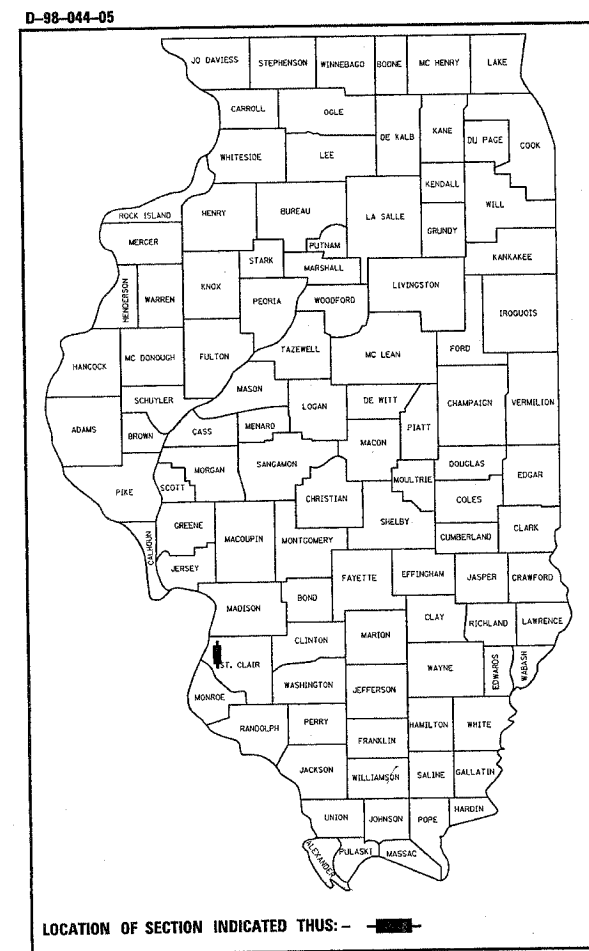 D-98-044-05
JO DAVIESS STEPHENSON WINNEBAGO BOONE MC HENRY LAKE
CARROLL OGLE DE KALB KANE DU PAGE COOK
WHITESIDE LEE
KENDALL
ROCK ISLAND HENRY BUREAU LA SALLE GRUNDY WILL
MERCER PUTNAM
STARK MARSHALL KANKAKEE
HENDERSON WARREN KNOX PEORIA WOODFORD LIVINGSTON IROQUOIS
HANCOCK MC DONOUGH FULTON TAZEWELL MC LEAN FORD
MASON
SCHUYLER LOGAN DE WITT CHAMPAIGN VERMILION
ADAMS BROWN CASS MENARD MACON PIATT
MORGAN SANGAMON DOUGLAS EDGAR
PIKE SCOTT CHRISTIAN MOULTRIE COLES
GREENE MACOUPIN MONTGOMERY SHELBY CUMBERLAND CLARK
CALHOUN JERSEY FAYETTE EFFINGHAM JASPER CRAWFORD
MADISON BOND
CLAY RICHLAND LAWRENCE
CLINTON MARION
ST. CLAIR WAYNE EDWARDS WABASH
MONROE WASHINGTON JEFFERSON
RANDOLPH PERRY HAMILTON WHITE
FRANKLIN
JACKSON WILLIAMSON SALINE GALLATIN
UNION JOHNSON POPE HARDIN
ALEXANDER PULASKI MASSAC
LOCATION OF SECTION INDICATED THUS: -